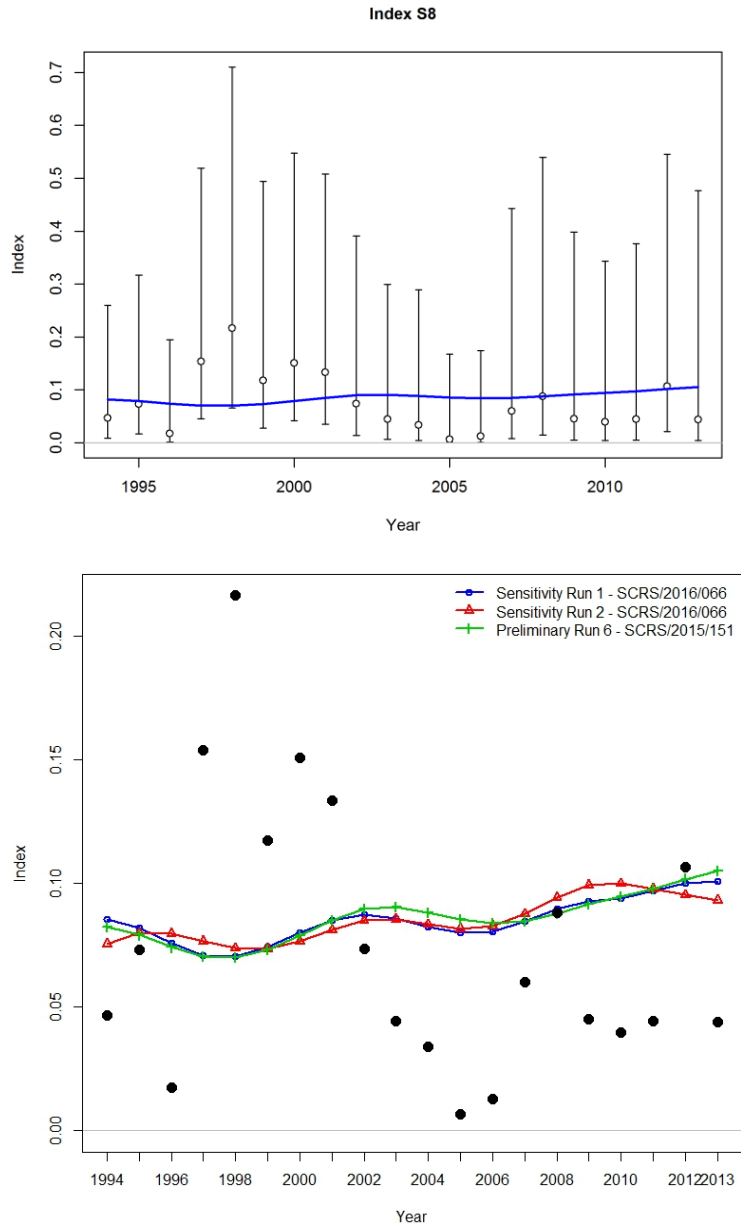 Index S8
0.7
0.6
0.5
0.4
0.3
0.2
0.1
0.0
Index
1995 2000 2005 2010
Year
Sensitivity Run 1 - SCRS/2016/066
Sensitivity Run 2 - SCRS/2016/066
Preliminary Run 6 - SCRS/2015/151
0.20
0.15
0.10
0.05
0.00
Index
1994 1996 1998 2000 2002 2004 2006 2008 2010 2012 2013
Year